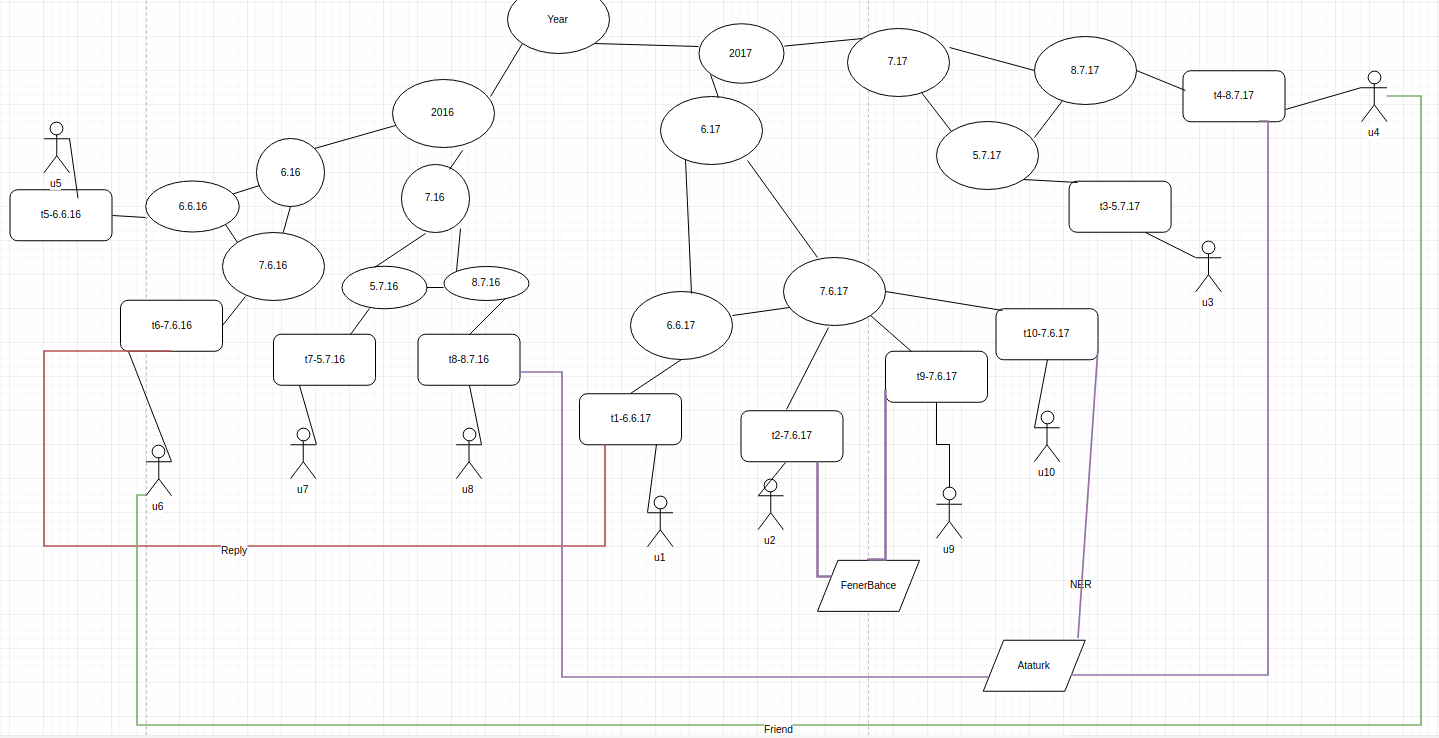 Year
2017
7.17
8.7.17
t4-8.7.17
u4
2016
6.17
5.7.17
6.16
7.16
u5
t5-6.6.16
6.6.16
t3-5.7.17
u3
7.6.16
5.7.16
8.7.16
7.6.17
6.6.17
t6-7.6.16
t7-5.7.16
t8-8.7.16
t10-7.6.17
t9-7.6.17
t1-6.6.17
t2-7.6.17
u10
u6
u7
u8
u1
u2
u9
Reply
FenerBahce
NER
Ataturk
Friend